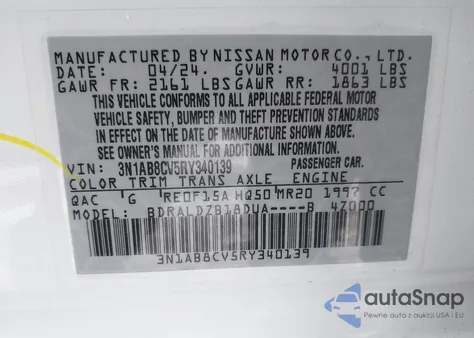 MANUFACTURED BY NISSAN MOTOR CO., LTD.
DATE: 04/24. GVWR: 4001 LBS
GAWR FR: 2161 LBS GAWR RR: 1863 LBS
THIS VEHICLE CONFORMS TO ALL APPLICABLE FEDERAL MOTOR
VEHICLE SAFETY, BUMPER AND THEFT PREVENTION STANDARDS
IN EFFECT ON THE DATE OF MANUFACTURE SHOWN ABOVE.
SEE OWNER'S MANUAL FOR ADDITIONAL INFORMATION.
VIN: 3N1AB8CV5RY340139 PASSENGER CAR.
COLOR TRIM TRANS AXLE ENGINE
QAC G RE0F15A HQ50 MR20 1997 CC
MODEL: BDRALDZB18DUA----B 47000
3N1AB8CV5RY340139
autoSnap
Pewne auta z aukcji USA i EU